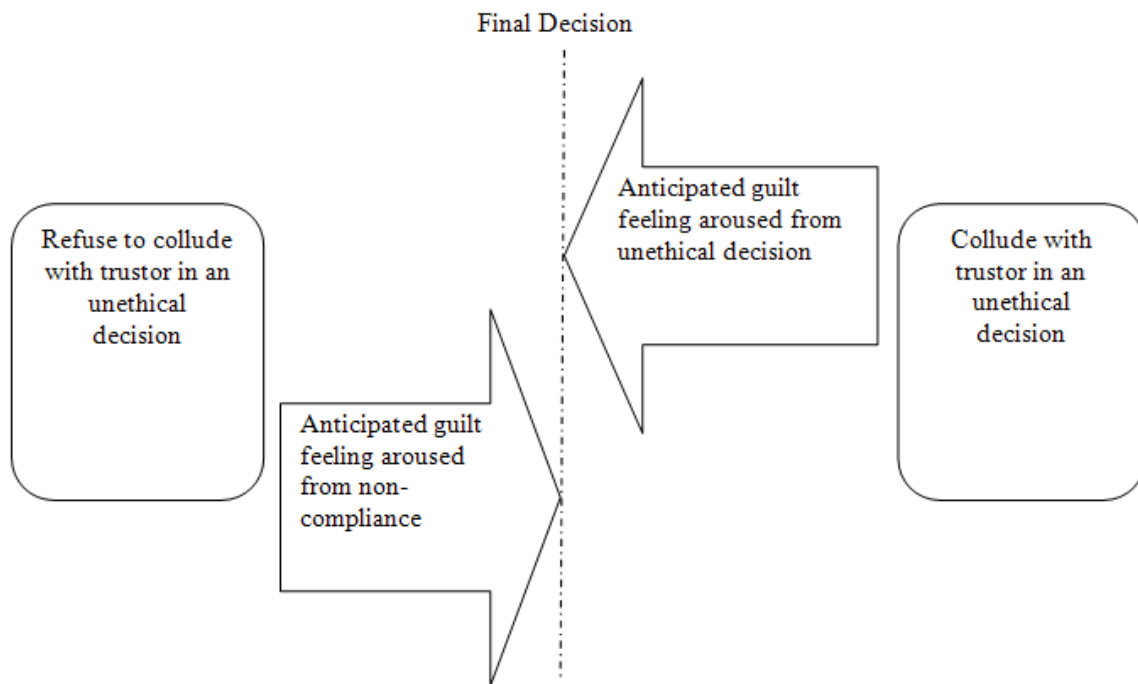 Final Decision
Refuse to collude
with trustor in an
unethical
decision
Anticipated guilt
feeling aroused
from non-
compliance
Anticipated guilt
feeling aroused from
unethical decision
Collude with
trustor in an
unethical
decision